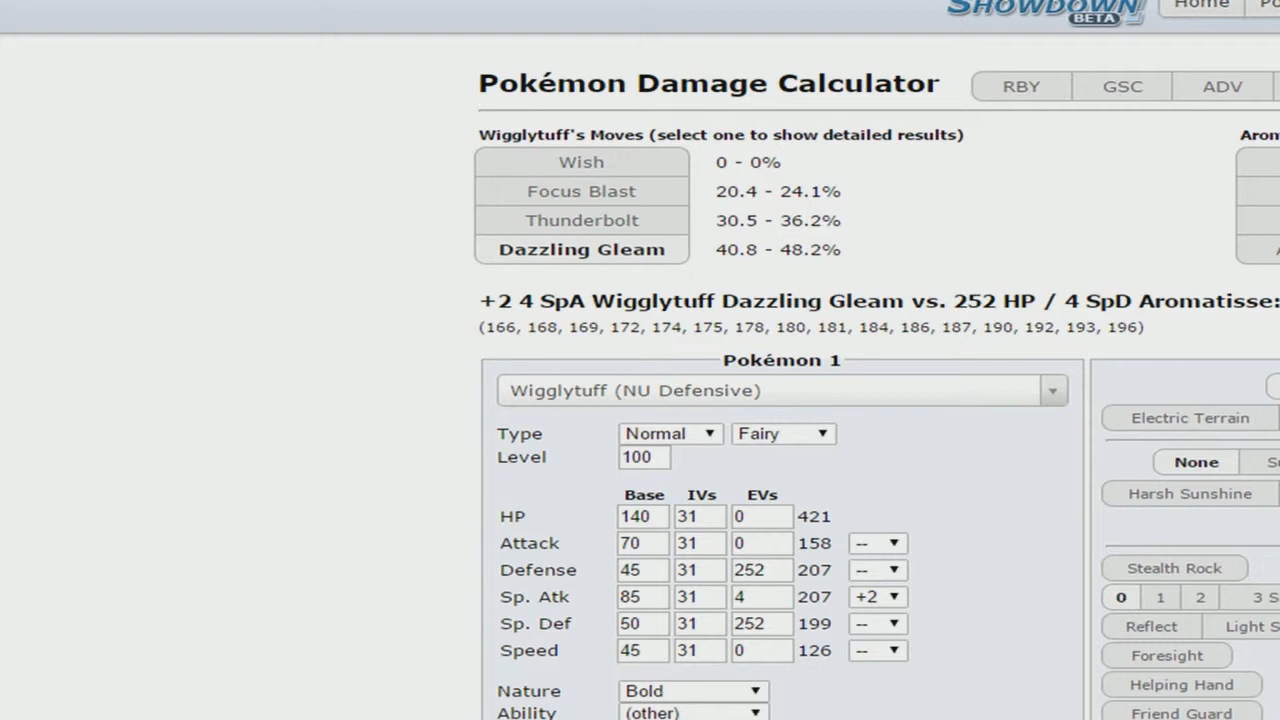 SHOWDOWN
BETA
Home
Pokémon Damage Calculator
RBY
GSC
ADV
Wigglytuff's Moves (select one to show detailed results)
Wish 0 - 0%
Focus Blast 20.4 - 24.1%
Thunderbolt 30.5 - 36.2%
Dazzling Gleam 40.8 - 48.2%
+2 4 SpA Wigglytuff Dazzling Gleam vs. 252 HP / 4 SpD Aromatisse:
(166, 168, 169, 172, 174, 175, 178, 180, 181, 184, 186, 187, 190, 192, 193, 196)
Pokémon 1
Wigglytuff (NU Defensive)
Type Normal Fairy
Level 100
Base IVs EVs
HP 140 31 0 421
Attack 70 31 0 158 --
Defense 45 31 252 207 --
Sp. Atk 85 31 4 207 +2
Sp. Def 50 31 252 199 --
Speed 45 31 0 126 --
Nature Bold
Ability (other)
Electric Terrain
None
Harsh Sunshine
Stealth Rock
0 1 2 3 S
Reflect Light S
Foresight
Helping Hand
Friend Guard